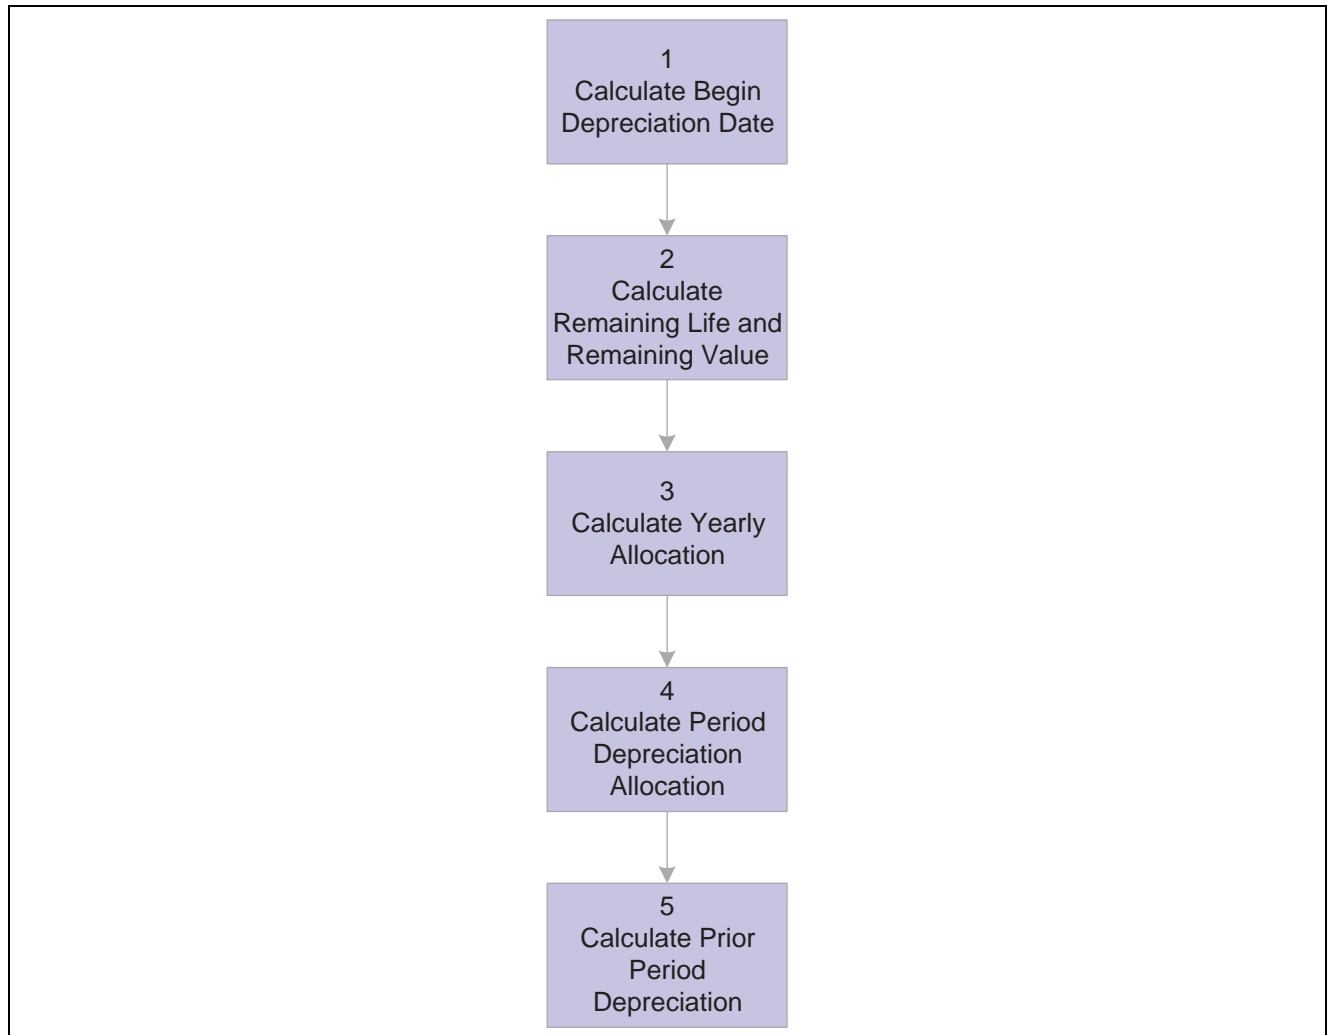 1
Calculate Begin
Depreciation Date
2
Calculate
Remaining Life and
Remaining Value
3
Calculate Yearly
Allocation
4
Calculate Period
Depreciation
Allocation
5
Calculate Prior
Period
Depreciation